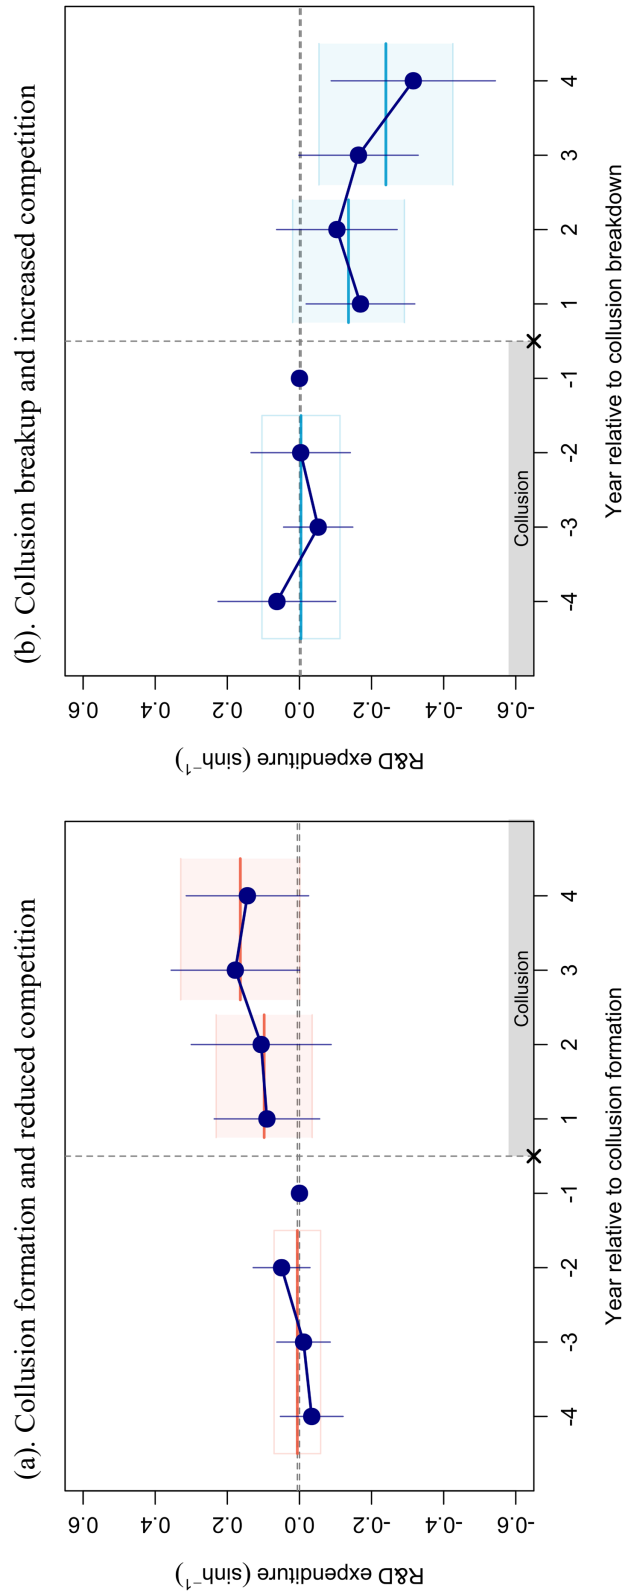 (a). Collusion formation and reduced competition
R&D expenditure (sinh⁻¹)
0.6
0.4
0.2
0.0
-0.2
-0.4
-0.6
Collusion
-4 -3 -2 -1 1 2 3 4
Year relative to collusion formation
(b). Collusion breakup and increased competition
R&D expenditure (sinh⁻¹)
0.6
0.4
0.2
0.0
-0.2
-0.4
-0.6
Collusion
-4 -3 -2 -1 1 2 3 4
Year relative to collusion breakdown